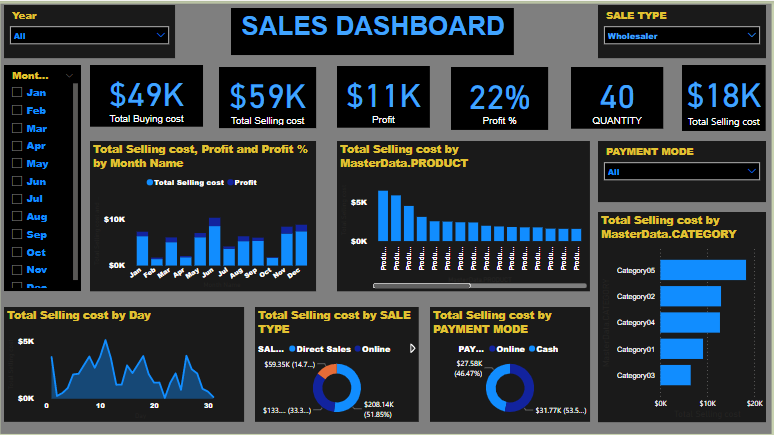 Year
All
SALES DASHBOARD
SALE TYPE
Wholesaler
Mont...
Jan
Feb
Mar
Apr
May
Jun
Jul
Aug
Sep
Oct
Nov
Dec
$49K
Total Buying cost
$59K
Total Selling cost
$11K
Profit
22%
Profit %
40
QUANTITY
$18K
Total Selling cost
Total Selling cost, Profit and Profit %
by Month Name
Total Selling cost Profit
$10K
$0K
Jan Feb Mar Apr May Jun Jul Aug Sep Oct Nov Dec
Total Selling cost by
MasterData.PRODUCT
$5K
$0K
Produ... Produ... Produ... Produ... Produ... Produ... Produ... Produ... Produ... Produ... Produ... Produ... Produ... Produ... Produ... Produ...
PAYMENT MODE
All
Total Selling cost by
MasterData.CATEGORY
Category05
Category02
Category04
Category01
Category03
$0K $10K $20K
Total Selling cost by Day
$5K
$0K
0 10 20 30
Total Selling cost by SALE
TYPE
SAL... Direct Sales Online
$59.35K (14.7...)
$133.... (33.3...)
$208.14K
(51.85%)
Total Selling cost by
PAYMENT MODE
PAY... Online Cash
$27.58K
(46.47%)
$31.77K (53.5...)